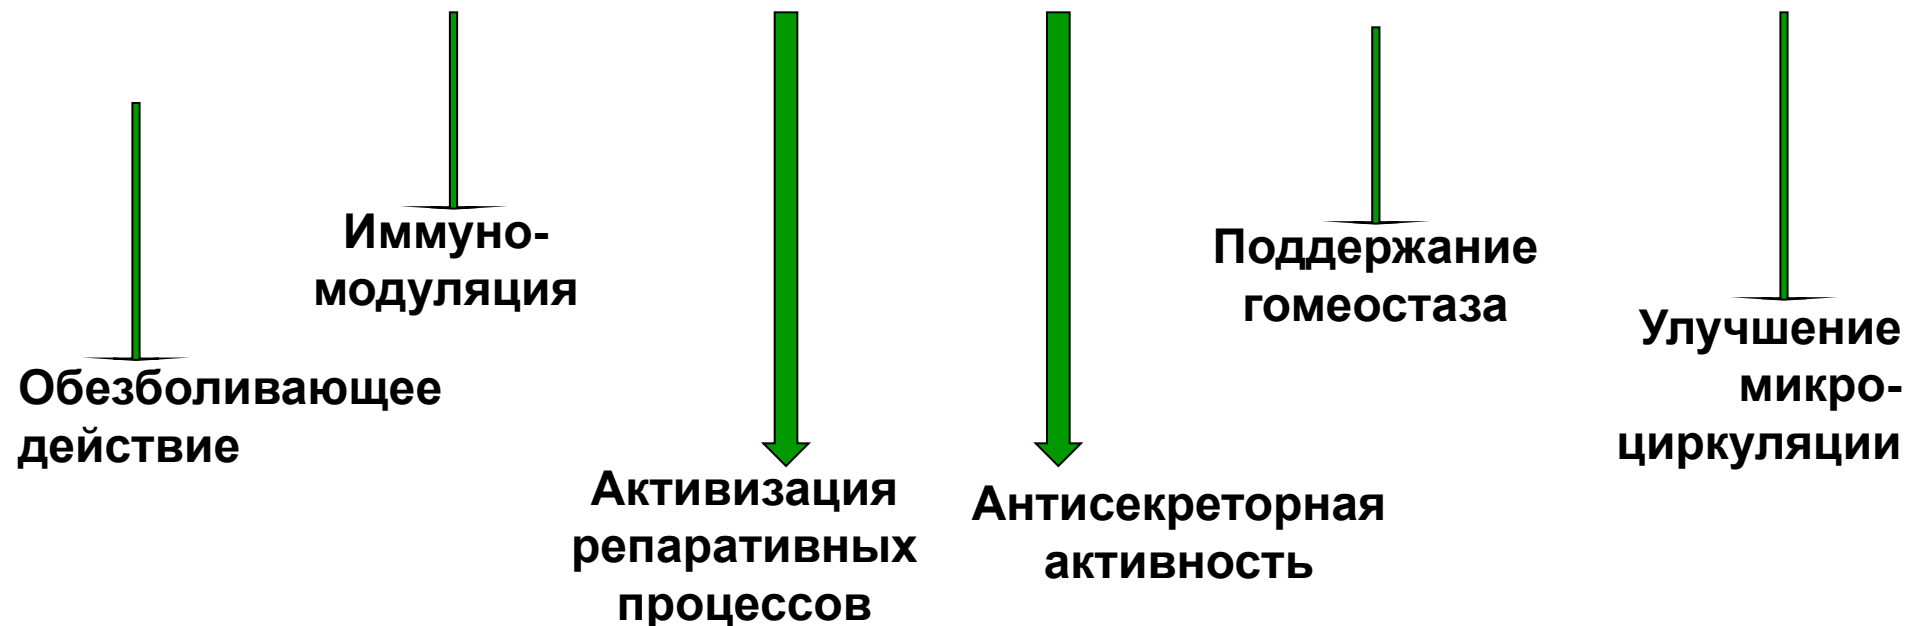 Обезболивающее
действие
Иммуно-
модуляция
Активизация
репаративных
процессов
Антисекреторная
активность
Поддержание
гомеостаза
Улучшение
микро-
циркуляции